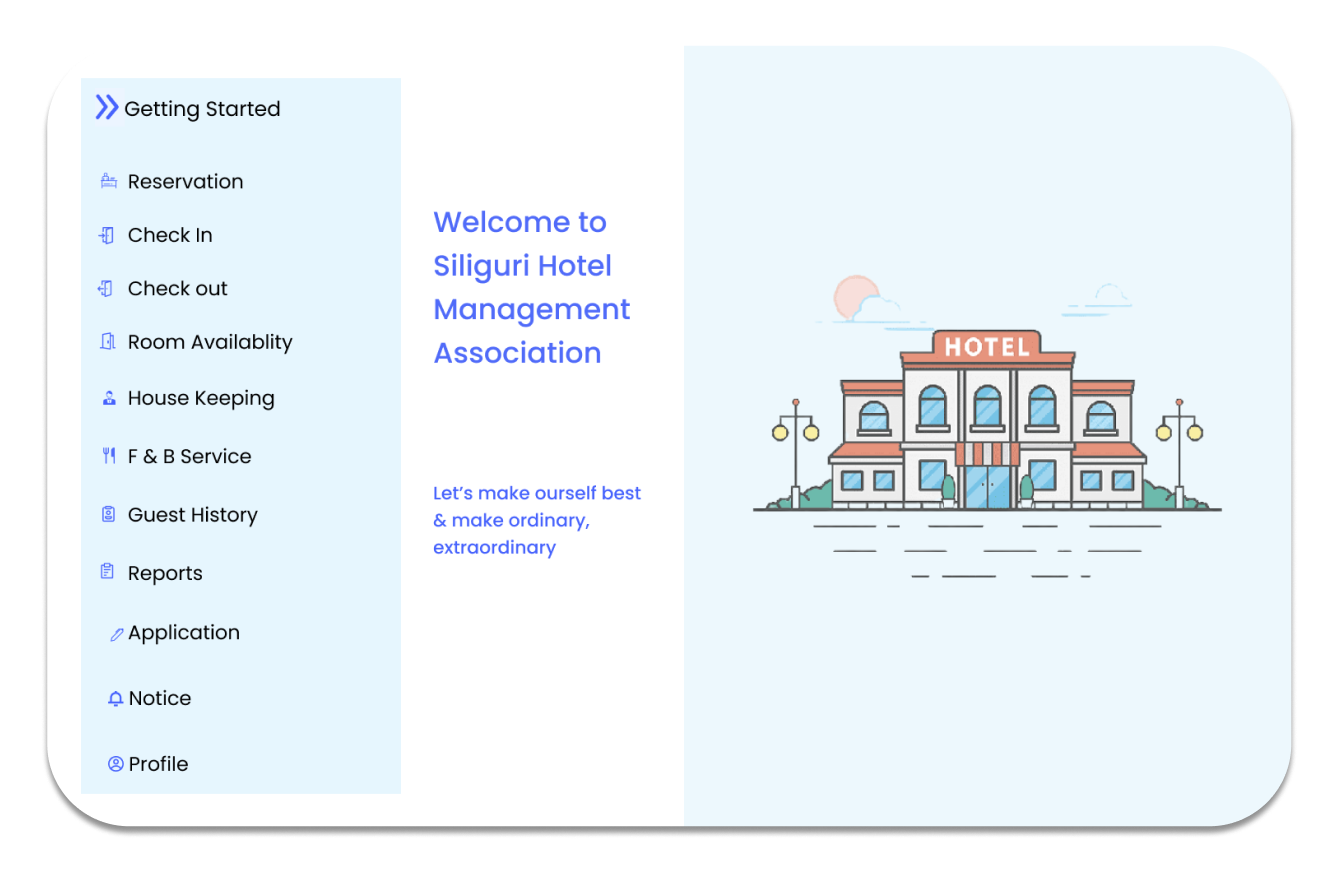 Getting Started
Reservation
Check In
Check out
Room Availablity
House Keeping
F & B Service
Guest History
Reports
Application
Notice
Profile
Welcome to
Siliguri Hotel
Management
Association
Let's make ourself best
& make ordinary,
extraordinary
HOTEL